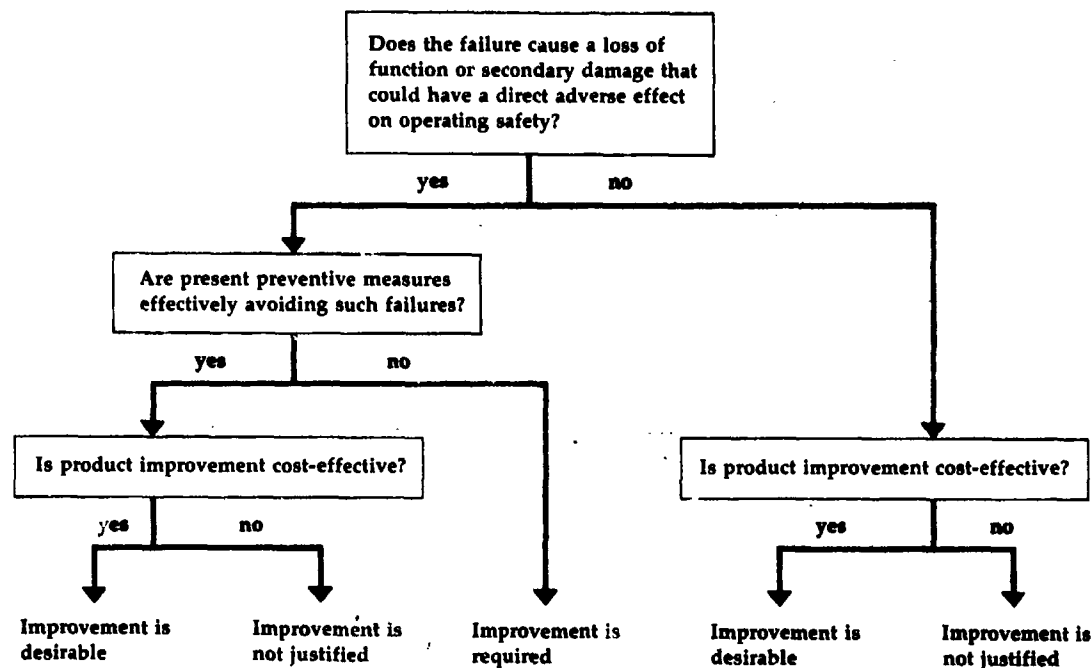 Does the failure cause a loss of
function or secondary damage that
could have a direct adverse effect
on operating safety?
yes no
Are present preventive measures
effectively avoiding such failures?
yes no
Is product improvement cost-effective?
Is product improvement cost-effective?
yes no
yes no
Improvement is
desirable
Improvement is
not justified
Improvement is
required
Improvement is
desirable
Improvement is
not justified